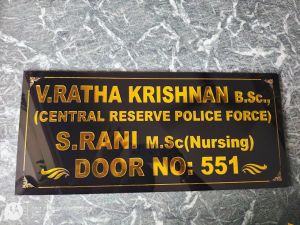 V.RATHA KRISHNAN B.Sc.,
(CENTRAL RESERVE POLICE FORCE)
S.RANI M.Sc(Nursing)
DOOR NO: 551